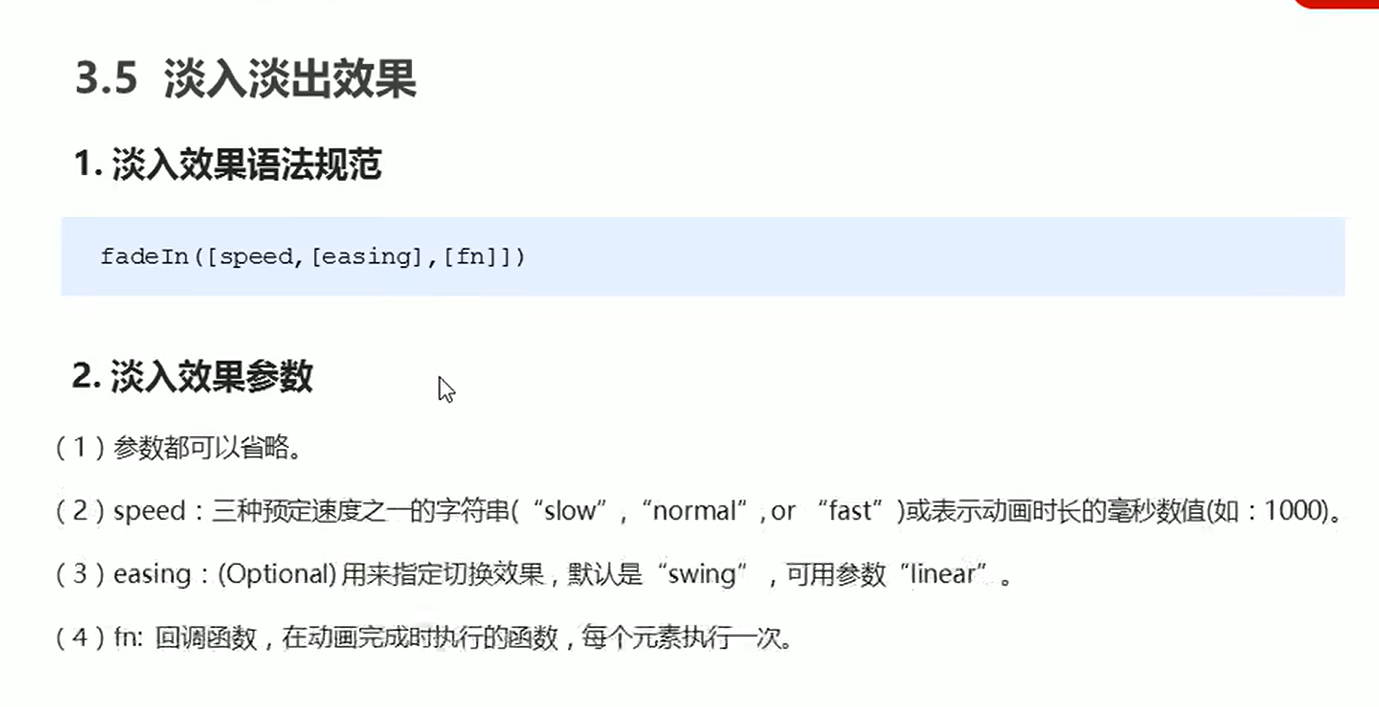 3.5 淡入淡出效果
1. 淡入效果语法规范
fadeIn([speed,[easing],[fn]])
2. 淡入效果参数
（1）参数都可以省略。
（2）speed：三种预定速度之一的字符串(“slow”,“normal”, or “fast”)或表示动画时长的毫秒数值(如：1000)。
（3）easing：(Optional) 用来指定切换效果，默认是“swing”，可用参数“linear”。
（4）fn: 回调函数，在动画完成时执行的函数，每个元素执行一次。